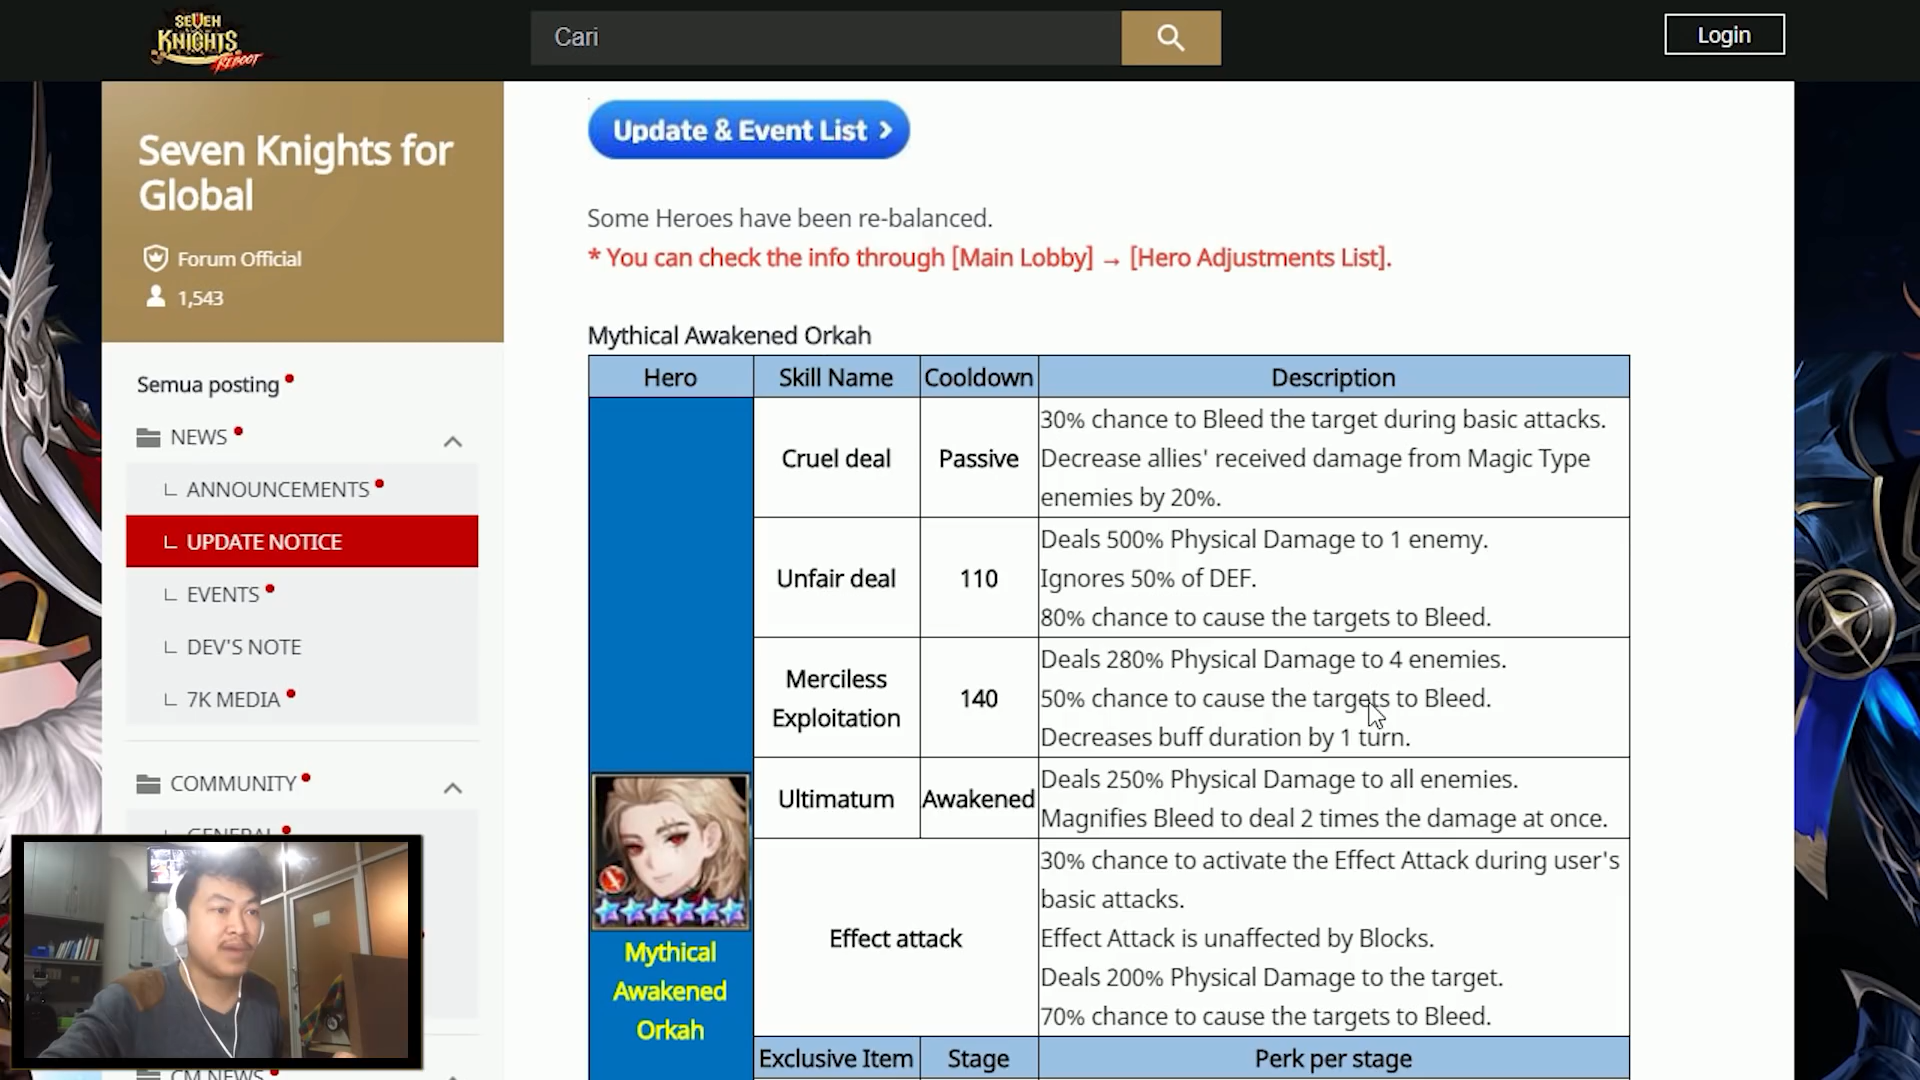 SEVEN
KNIGHTS
REBOOT
Cari
Login
Seven Knights for
Global
Forum Official
1,543
Semua posting
NEWS
ANNOUNCEMENTS
UPDATE NOTICE
EVENTS
DEV'S NOTE
7K MEDIA
COMMUNITY
GENERAL
CM NEWS
Update & Event List >
Some Heroes have been re-balanced.
* You can check the info through [Main Lobby] → [Hero Adjustments List].
Mythical Awakened Orkah
Hero Skill Name Cooldown Description
Cruel deal Passive
30% chance to Bleed the target during basic attacks.
Decrease allies' received damage from Magic Type
enemies by 20%.
Unfair deal 110
Deals 500% Physical Damage to 1 enemy.
Ignores 50% of DEF.
80% chance to cause the targets to Bleed.
Merciless
Exploitation
140
Deals 280% Physical Damage to 4 enemies.
50% chance to cause the targets to Bleed.
Decreases buff duration by 1 turn.
Ultimatum Awakened
Deals 250% Physical Damage to all enemies.
Magnifies Bleed to deal 2 times the damage at once.
Effect attack
30% chance to activate the Effect Attack during user's
basic attacks.
Effect Attack is unaffected by Blocks.
Deals 200% Physical Damage to the target.
70% chance to cause the targets to Bleed.
Mythical
Awakened
Orkah
Exclusive Item Stage Perk per stage